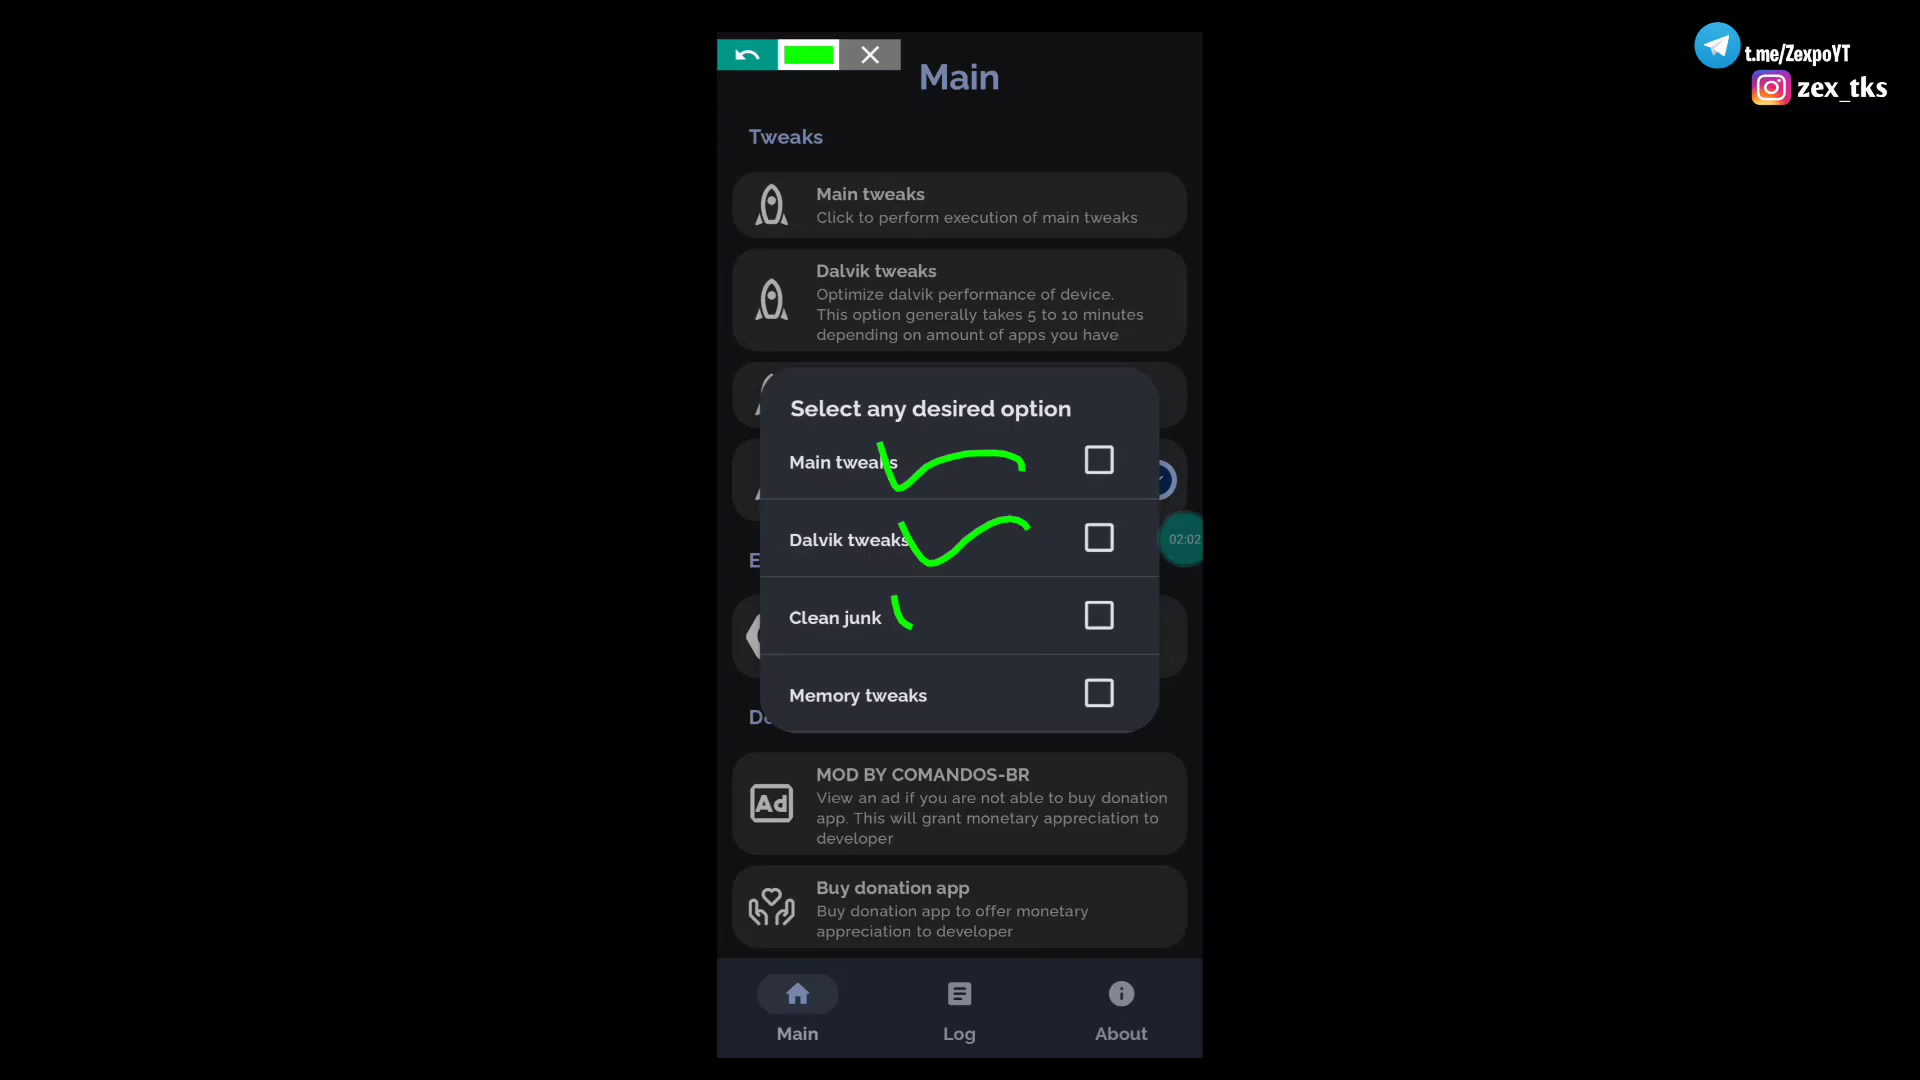 t.me/ZexpoYT
zex_tks
Main
Tweaks
Main tweaks
Click to perform execution of main tweaks
Dalvik tweaks
Optimize dalvik performance of device.
This option generally takes 5 to 10 minutes
depending on amount of apps you have
Select any desired option
Main tweaks
Dalvik tweaks
02:02
E
Clean junk
Memory tweaks
Do
MOD BY COMANDOS-BR
Ad
View an ad if you are not able to buy donation
app. This will grant monetary appreciation to
developer
Buy donation app
Buy donation app to offer monetary
appreciation to developer
Main
Log
About